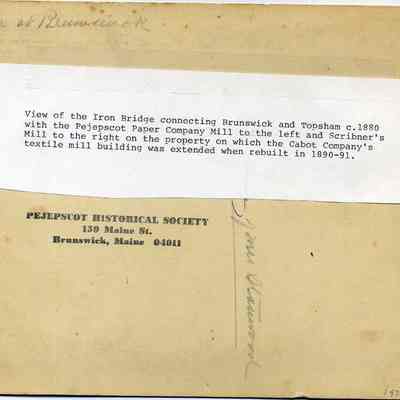 at Brunswick
View of the Iron Bridge connecting Brunswick and Topsham c.1880
with the Pejepscot Paper Company Mill to the left and Scribner's
Mill to the right on the property on which the Cabot Company's
textile mill building was extended when rebuilt in 1890-91.
PEJEPSCOT HISTORICAL SOCIETY
159 Maine St.
Brunswick, Maine 04011